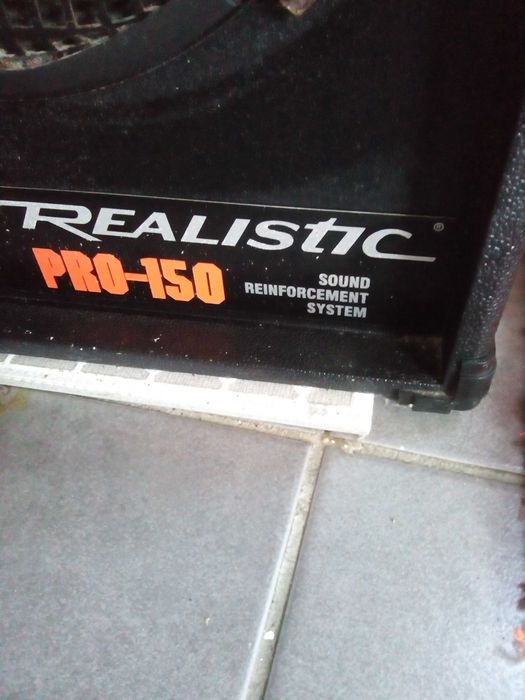 REALISTIC®
PRO-150
SOUND
REINFORCEMENT
SYSTEM